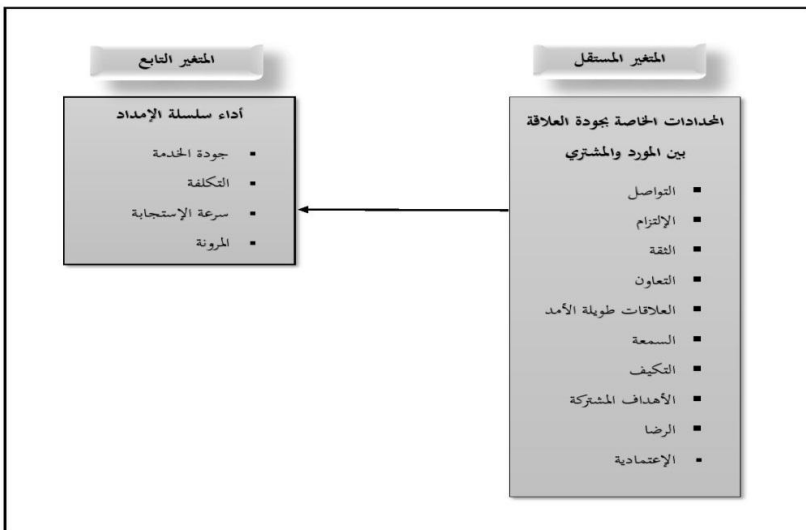 المتغير المستقل
المحدادات الخاصة بجودة العلاقة
بين المورد والمشتري
التواصل
الإلتزام
الثقة
التعاون
العلاقات طويلة الأمد
السمعة
التكيف
الأهداف المشتركة
الرضا
الإعتمادية
المتغير التابع
أداء سلسلة الإمداد
جودة الخدمة
التكلفة
سرعة الإستجابة
المرونة